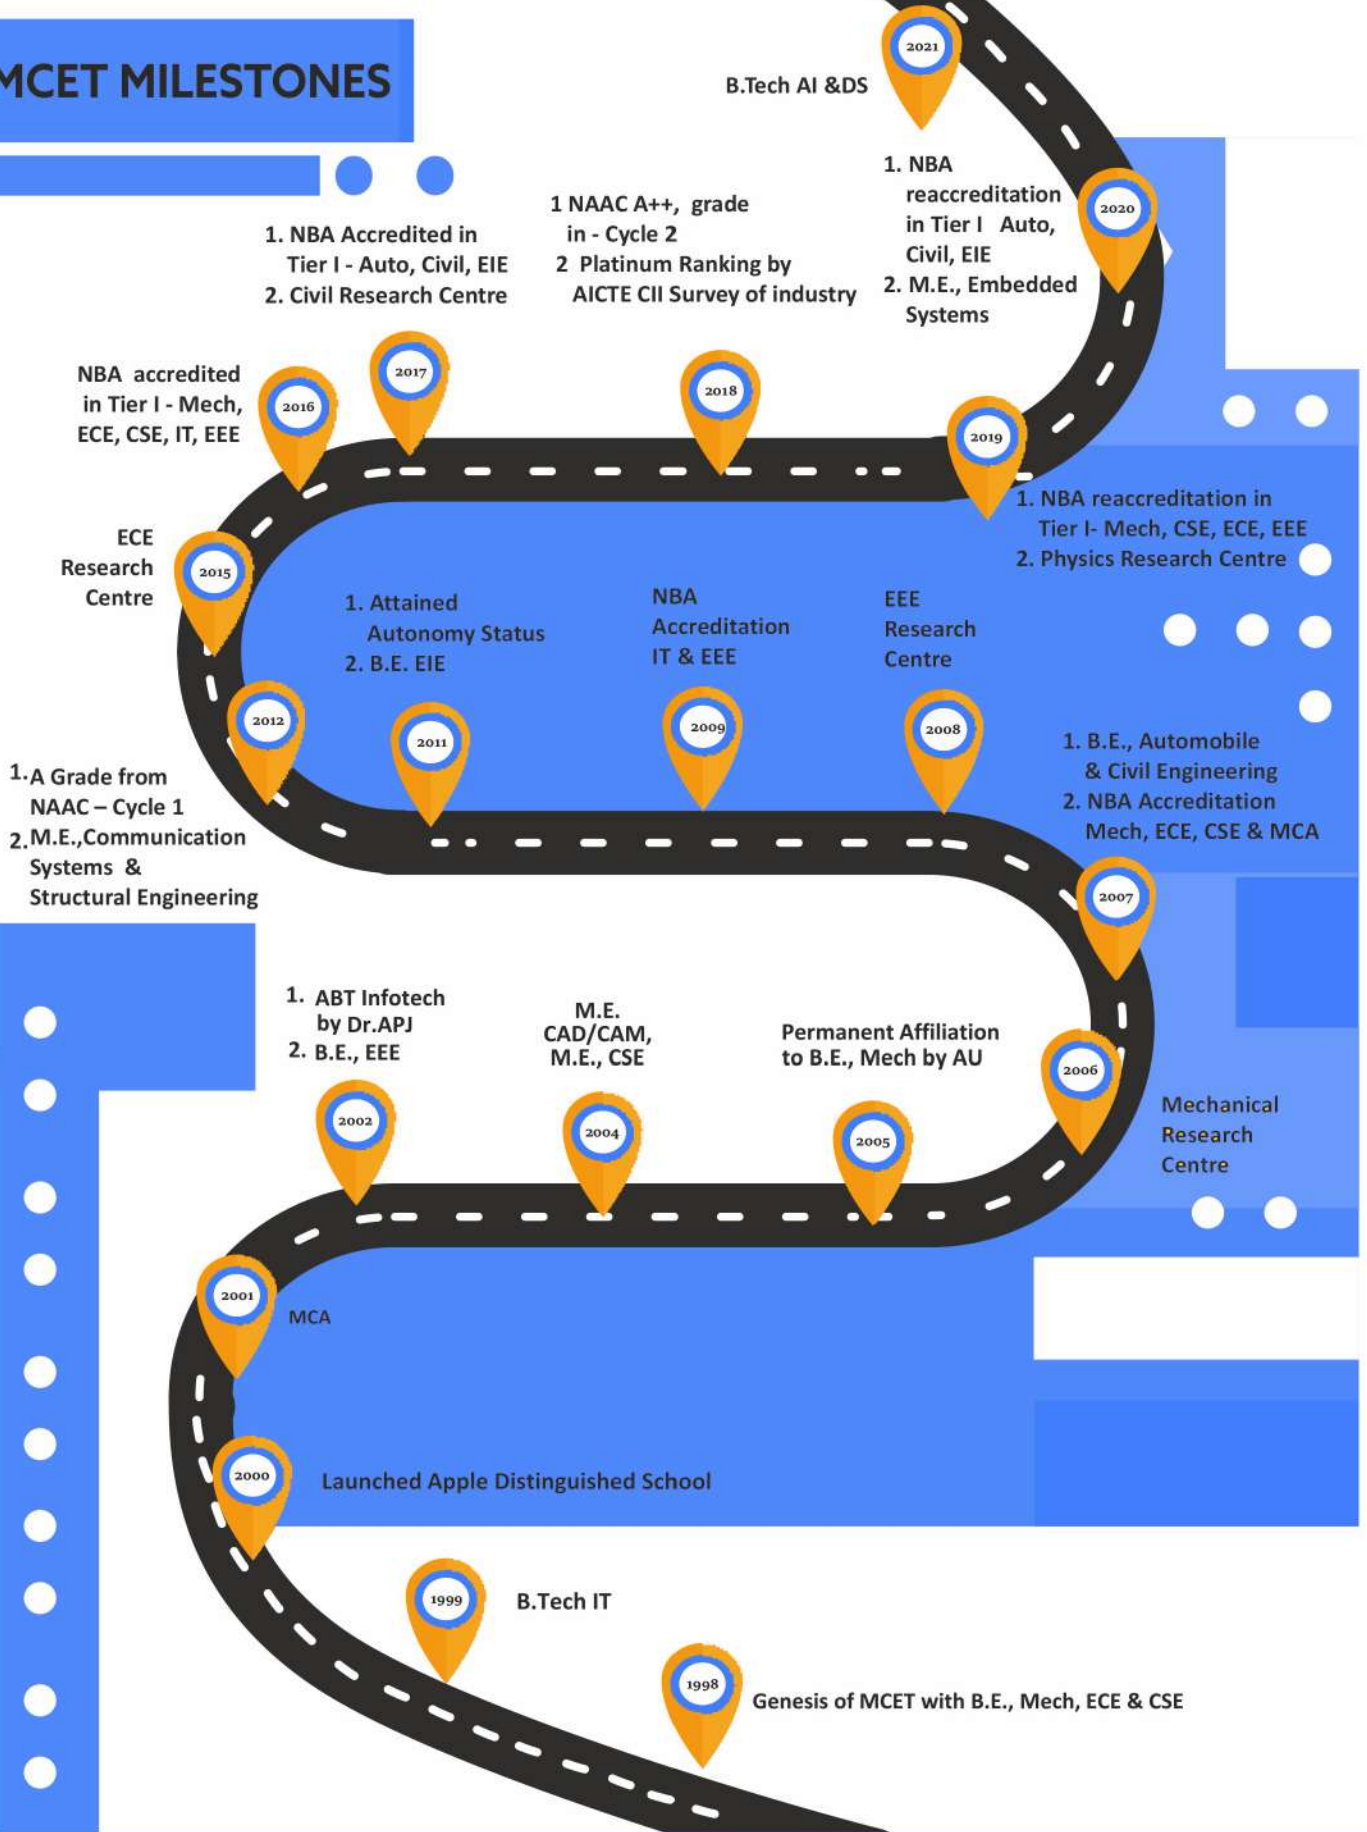 MCET MILESTONES
2021
B.Tech AI &DS
2020
1. NBA
reaccreditation
in Tier I Auto,
Civil, EIE
2. M.E., Embedded
Systems
1 NAAC A++, grade
in - Cycle 2
2 Platinum Ranking by
AICTE CII Survey of industry
1. NBA Accredited in
Tier I - Auto, Civil, EIE
2. Civil Research Centre
2017
2018
NBA accredited
in Tier I - Mech,
ECE, CSE, IT, EEE
2016
2019
1. NBA reaccreditation in
Tier I- Mech, CSE, ECE, EEE
2. Physics Research Centre
ECE
Research
Centre
2015
1. Attained
Autonomy Status
2. B.E. EIE
NBA
Accreditation
IT & EEE
EEE
Research
Centre
2012
2011
2009
2008
1.A Grade from
NAAC – Cycle 1
2.M.E.,Communication
Systems &
Structural Engineering
1. B.E., Automobile
& Civil Engineering
2. NBA Accreditation
Mech, ECE, CSE & MCA
2007
1. ABT Infotech
by Dr.APJ
2. B.E., EEE
M.E.
CAD/CAM,
M.E., CSE
Permanent Affiliation
to B.E., Mech by AU
2006
Mechanical
Research
Centre
2002
2004
2005
2001
MCA
2000
Launched Apple Distinguished School
1999
B.Tech IT
1998
Genesis of MCET with B.E., Mech, ECE & CSE